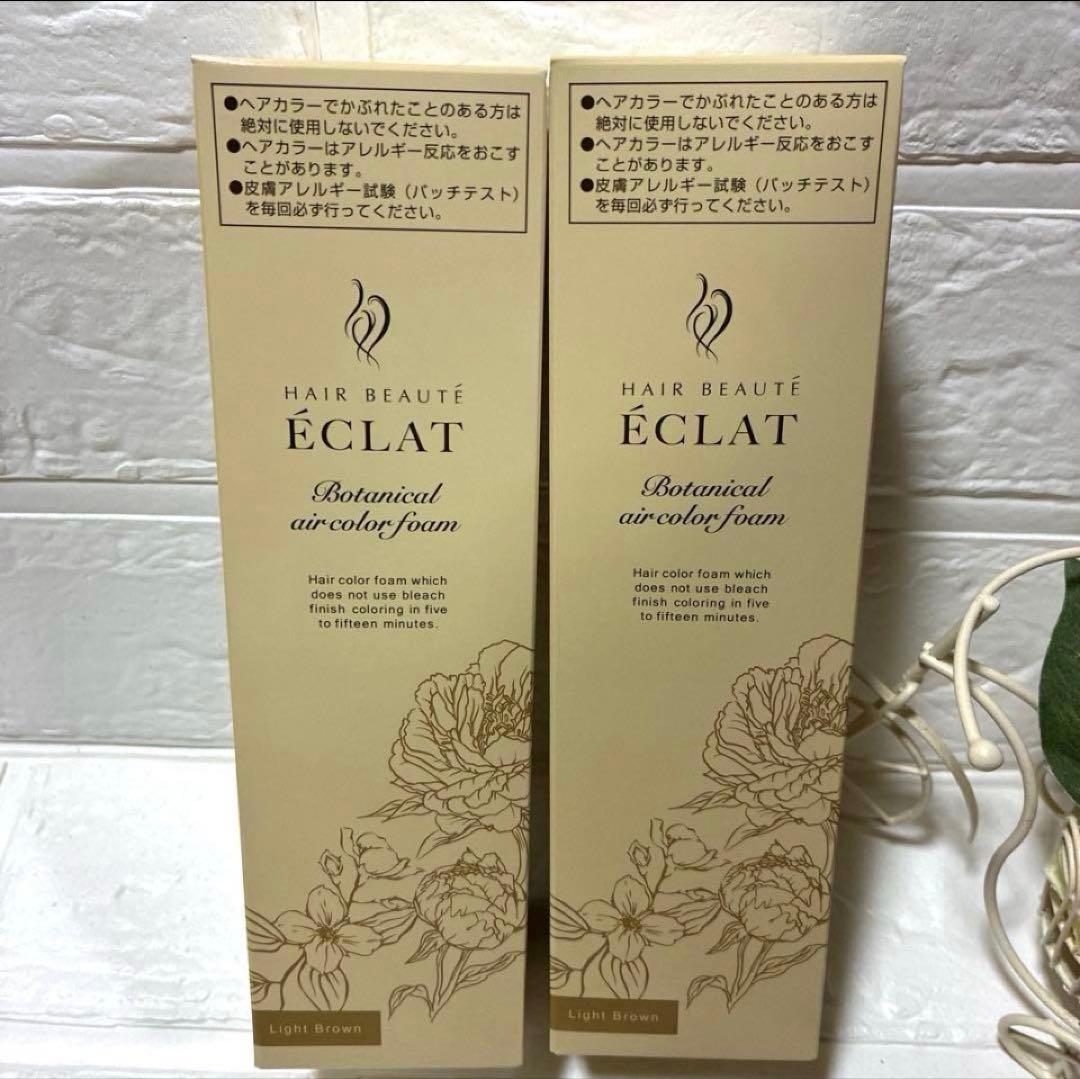 ●ヘアカラーでかぶれたことのある方は
絶対に使用しないでください。
●ヘアカラーはアレルギー反応をおこす
ことがあります。
●皮膚アレルギー試験（パッチテスト）
を毎回必ず行ってください。
HAIR BEAUTÉ
ÉCLAT
Botanical
air color foam
Hair color foam which
does not use bleach
finish coloring in five
to fifteen minutes.
Light Brown
●ヘアカラーでかぶれたことのある方は
絶対に使用しないでください。
●ヘアカラーはアレルギー反応をおこす
ことがあります。
●皮膚アレルギー試験（パッチテスト）
を毎回必ず行ってください。
HAIR BEAUTÉ
ÉCLAT
Botanical
air color foam
Hair color foam which
does not use bleach
finish coloring in five
to fifteen minutes.
Light Brown